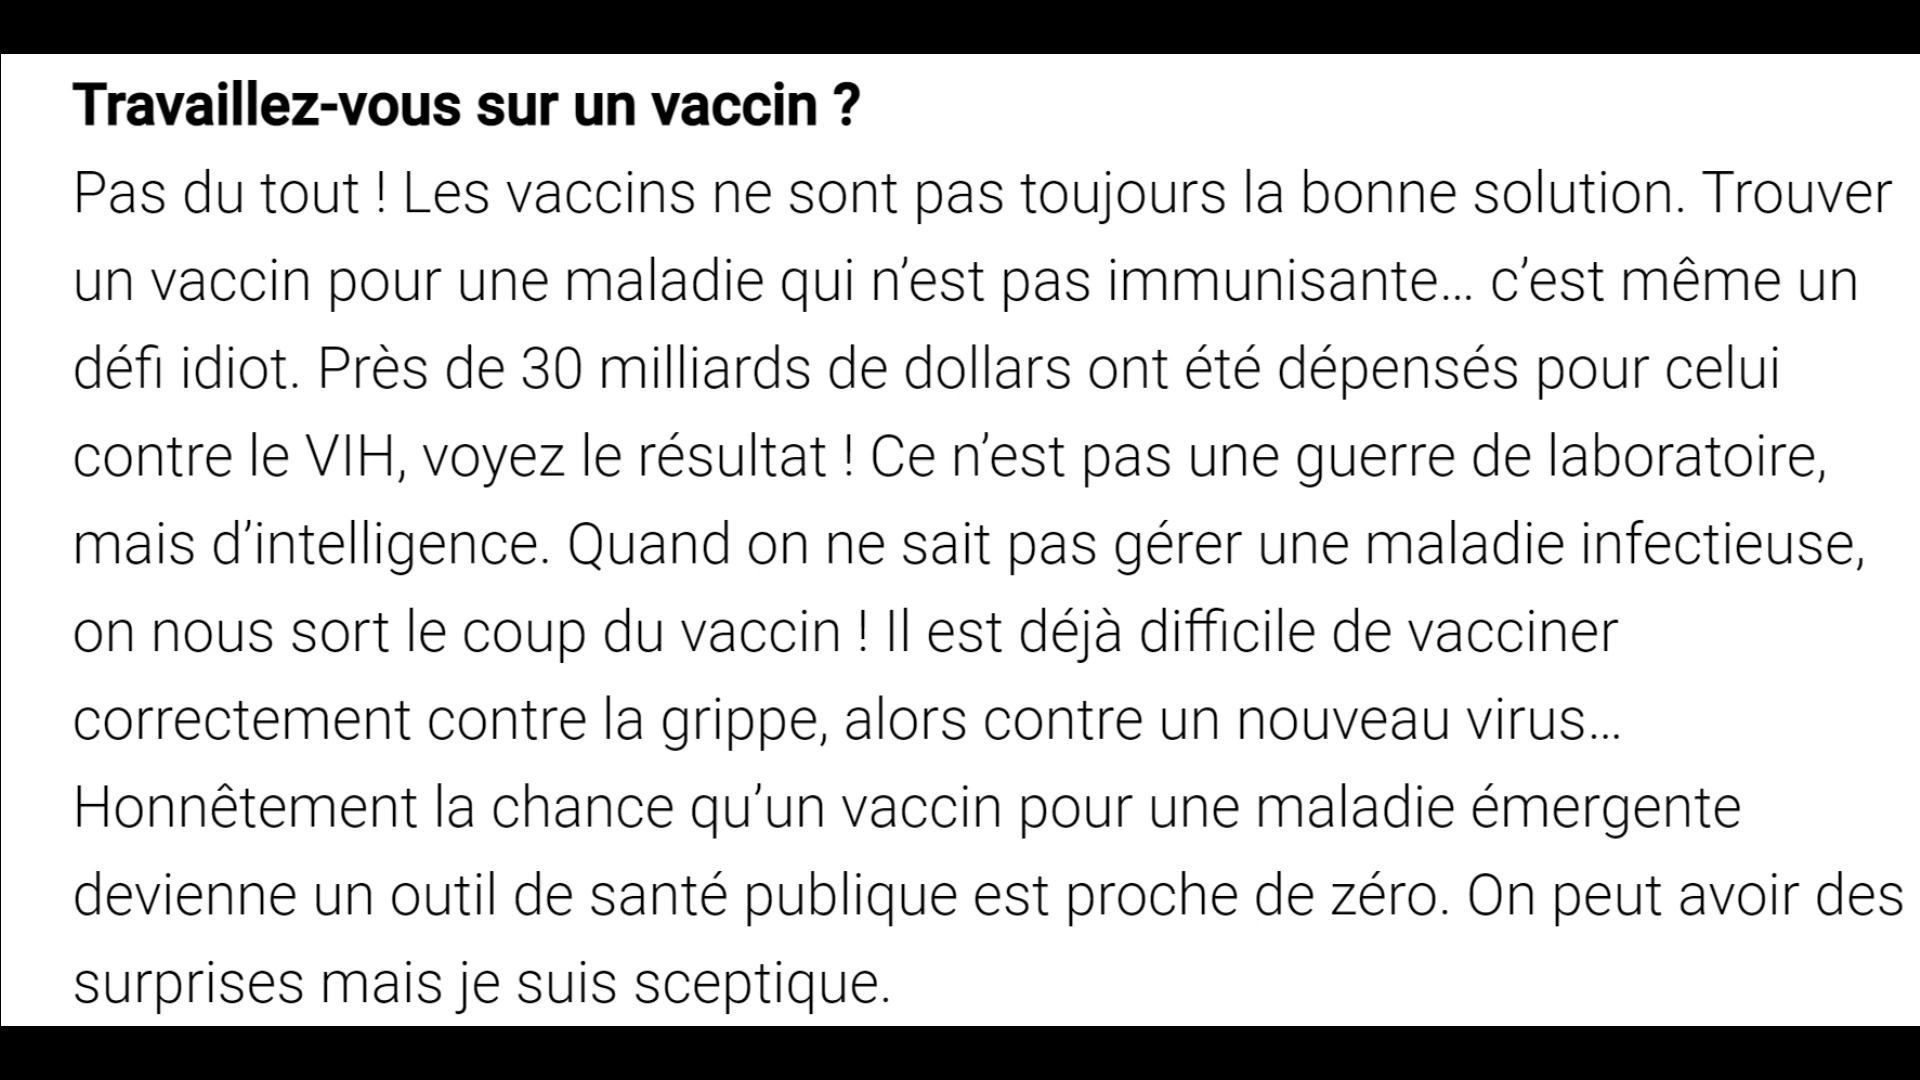 Travaillez-vous sur un vaccin ?
Pas du tout ! Les vaccins ne sont pas toujours la bonne solution. Trouver
un vaccin pour une maladie qui n’est pas immunisante… c’est même un
défi idiot. Près de 30 milliards de dollars ont été dépensés pour celui
contre le VIH, voyez le résultat ! Ce n’est pas une guerre de laboratoire,
mais d’intelligence. Quand on ne sait pas gérer une maladie infectieuse,
on nous sort le coup du vaccin ! Il est déjà difficile de vacciner
correctement contre la grippe, alors contre un nouveau virus…
Honnêtement la chance qu’un vaccin pour une maladie émergente
devienne un outil de santé publique est proche de zéro. On peut avoir des
surprises mais je suis sceptique.